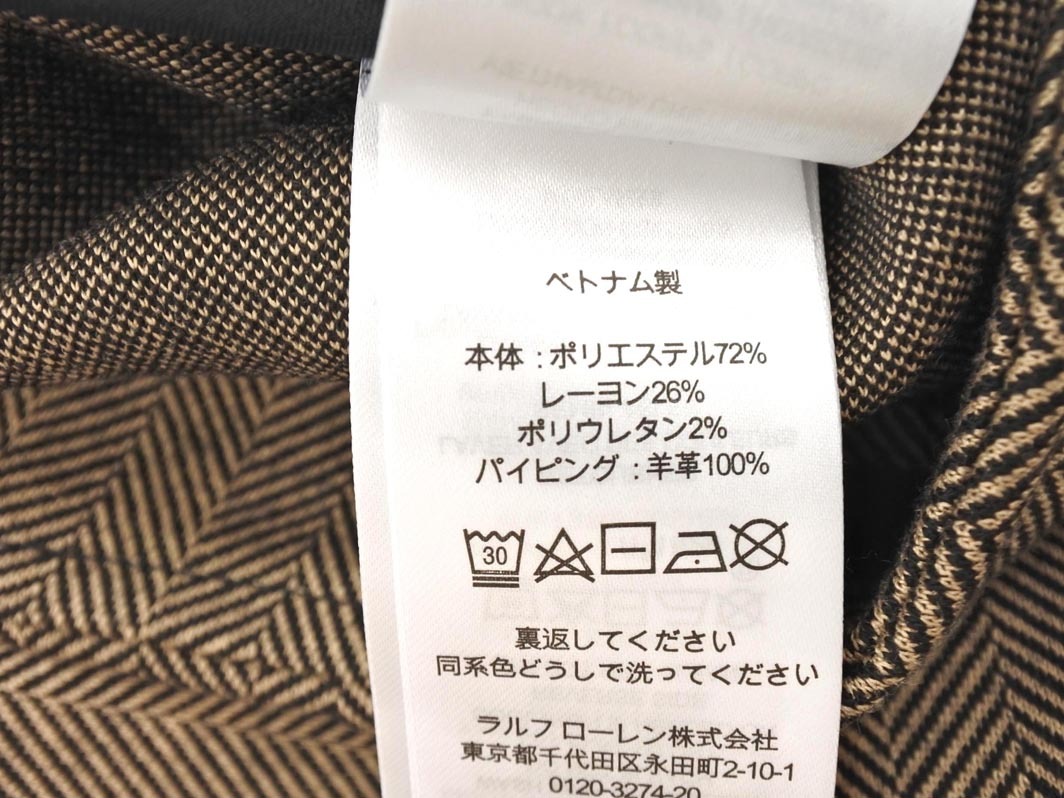 ベトナム製
本体 : ポリエステル72%
レーヨン26%
ポリウレタン2%
パイピング : 羊革100%
30
裏返してください
同系色どうしで洗ってください
ラルフ ローレン株式会社
東京都千代田区永田町2-10-1
0120-3274-20